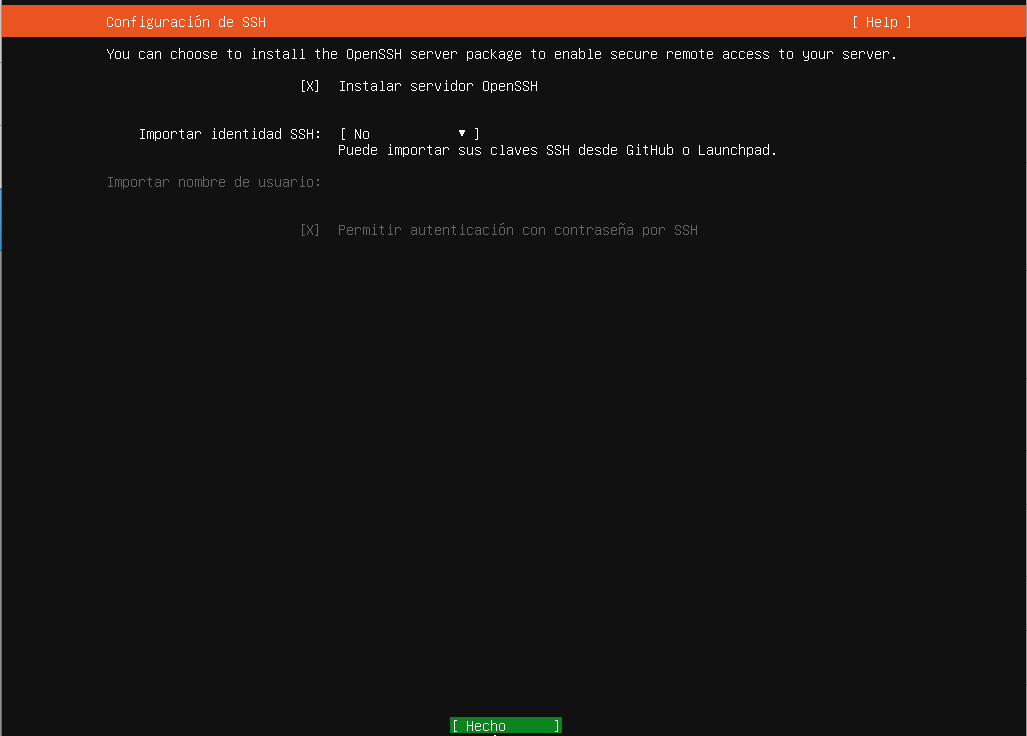 Configuración de SSH [ Help ]
You can choose to install the OpenSSH server package to enable secure remote access to your server.
[X] Instalar servidor OpenSSH
Importar identidad SSH: [ No ▾ ]
Puede importar sus claves SSH desde GitHub o Launchpad.
Importar nombre de usuario:
[X] Permitir autenticación con contraseña por SSH
[ Hecho ]